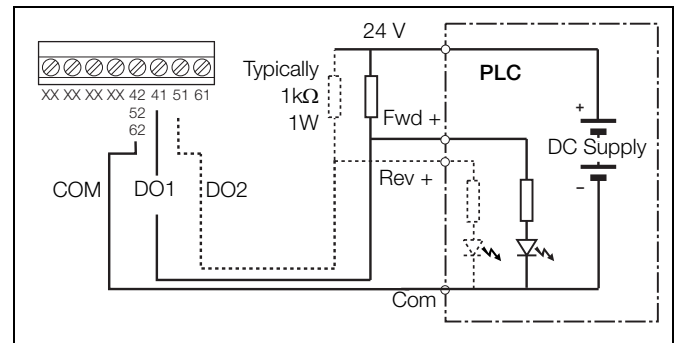 24 V
Typically
1kΩ
1W
PLC
XX XX XX XX 42 41 51 61
52
62
Fwd +
+
DC Supply
-
Rev +
COM
DO1
DO2
Com